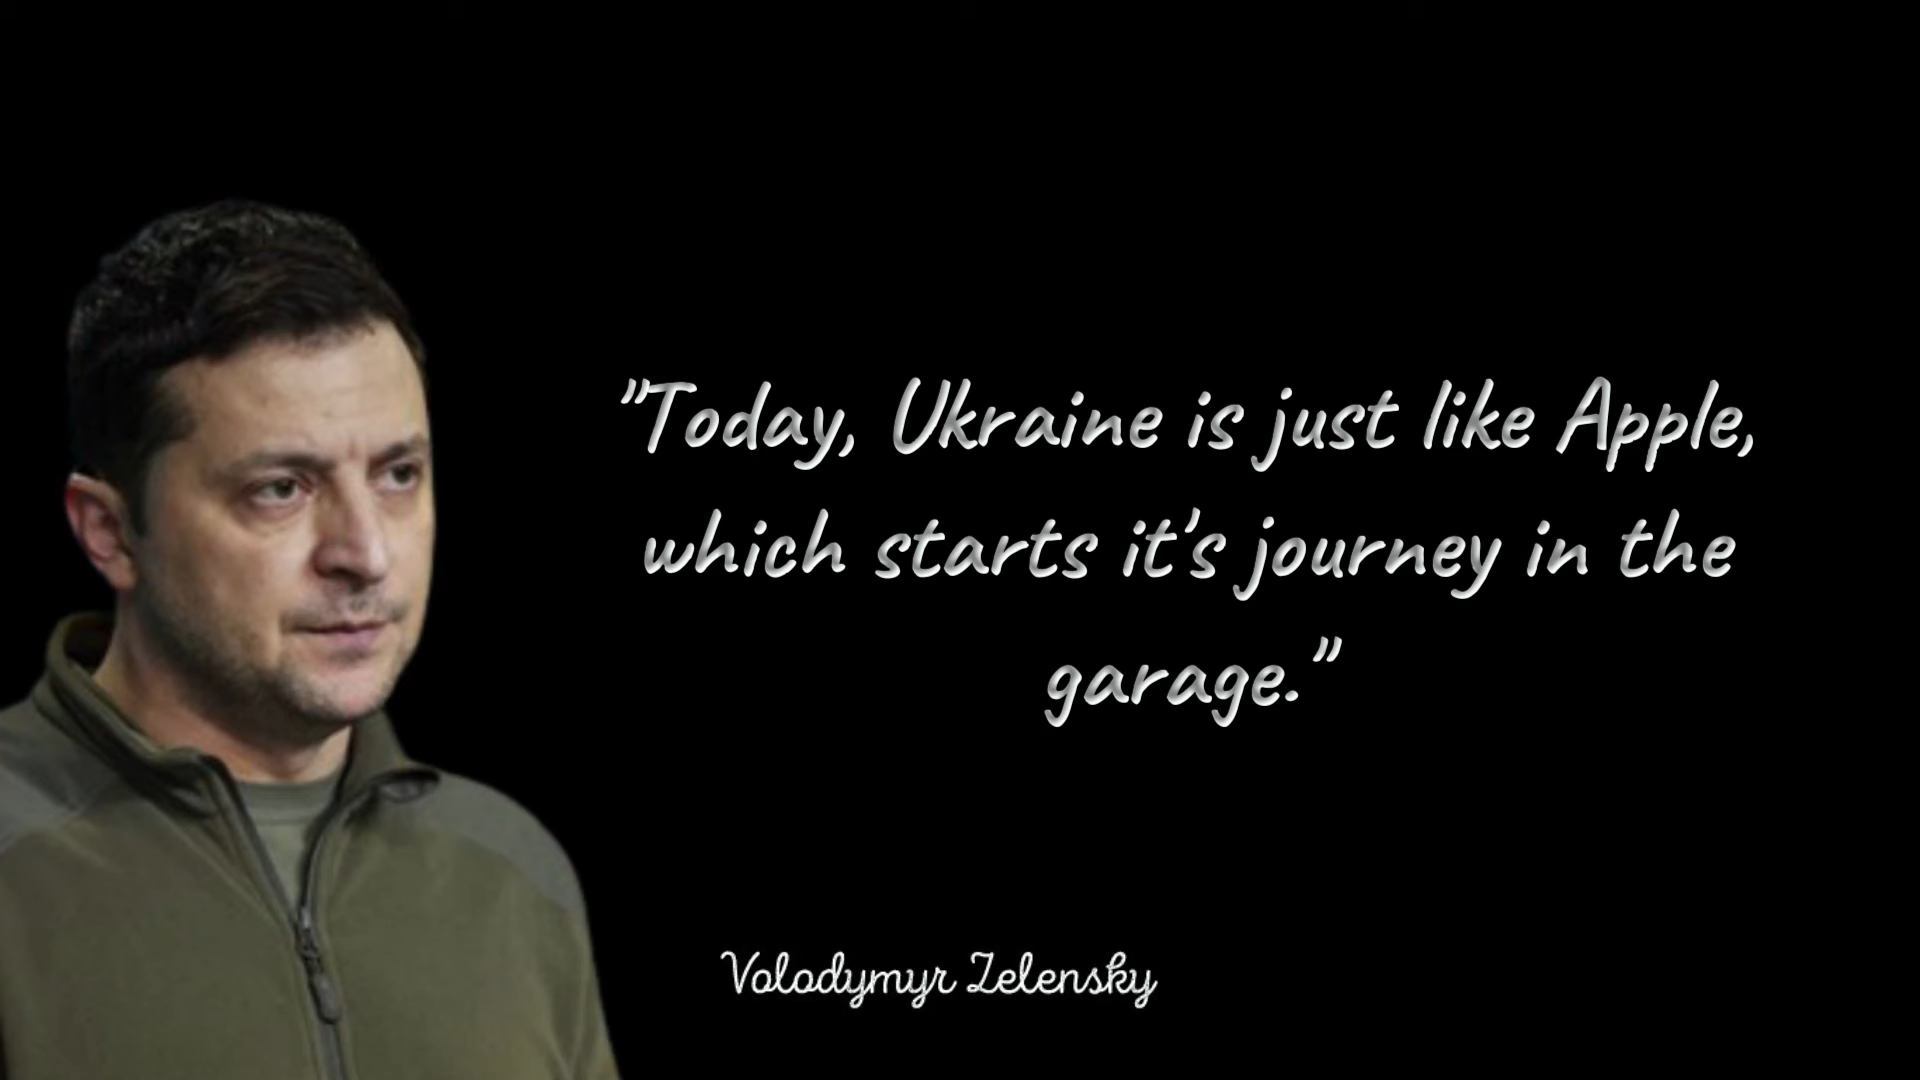 "Today, Ukraine is just like Apple,
which starts it's journey in the
garage."
Volodymyr Zelensky